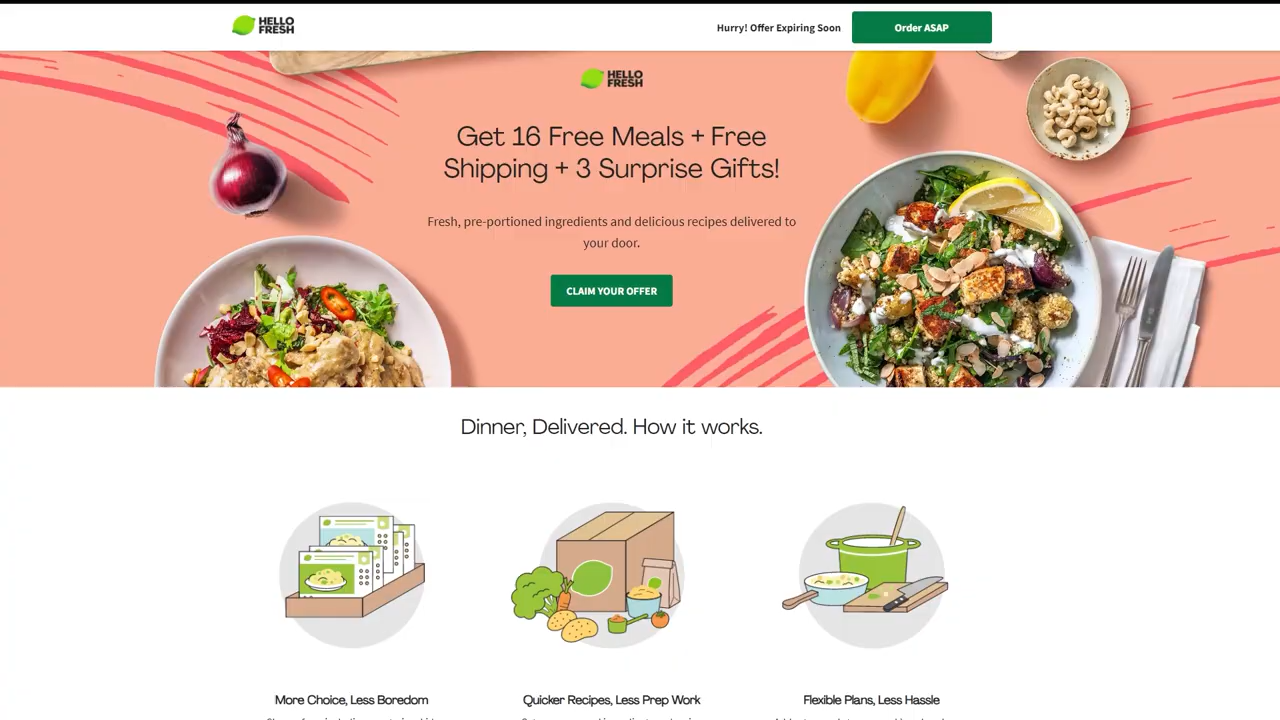 HELLO
FRESH
Hurry! Offer Expiring Soon
Order ASAP
HELLO
FRESH
Get 16 Free Meals + Free
Shipping + 3 Surprise Gifts!
Fresh, pre-portioned ingredients and delicious recipes delivered to
your door.
CLAIM YOUR OFFER
Dinner, Delivered. How it works.
More Choice, Less Boredom
Quicker Recipes, Less Prep Work
Flexible Plans, Less Hassle